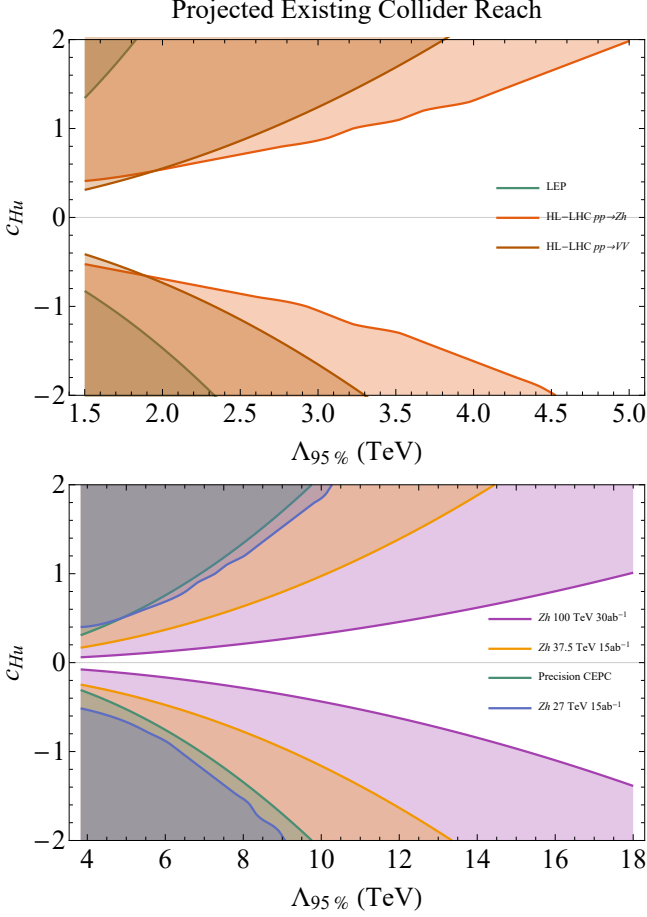 Projected Existing Collider Reach
2
1
0
−1
−2
c_Hu
LEP
HL−LHC pp→Zh
HL−LHC pp→VV
1.5 2.0 2.5 3.0 3.5 4.0 4.5 5.0
Λ95 % (TeV)
2
1
0
−1
−2
c_Hu
Zh 100 TeV 30ab⁻¹
Zh 37.5 TeV 15ab⁻¹
Precision CEPC
Zh 27 TeV 15ab⁻¹
4 6 8 10 12 14 16 18
Λ95 % (TeV)